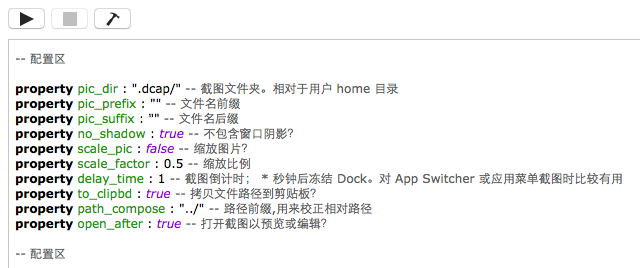 -- 配置区
property pic_dir : ".dcap/" -- 截图文件夹。相对于用户 home 目录
property pic_prefix : "" -- 文件名前缀
property pic_suffix : "" -- 文件名后缀
property no_shadow : true -- 不包含窗口阴影?
property scale_pic : false -- 缩放图片?
property scale_factor : 0.5 -- 缩放比例
property delay_time : 1 -- 截图倒计时； * 秒钟后冻结 Dock。对 App Switcher 或应用菜单截图时比较有用
property to_clipbd : true -- 拷贝文件路径到剪贴板?
property path_compose : "../" -- 路径前缀,用来校正相对路径
property open_after : true -- 打开截图以预览或编辑?
-- 配置区